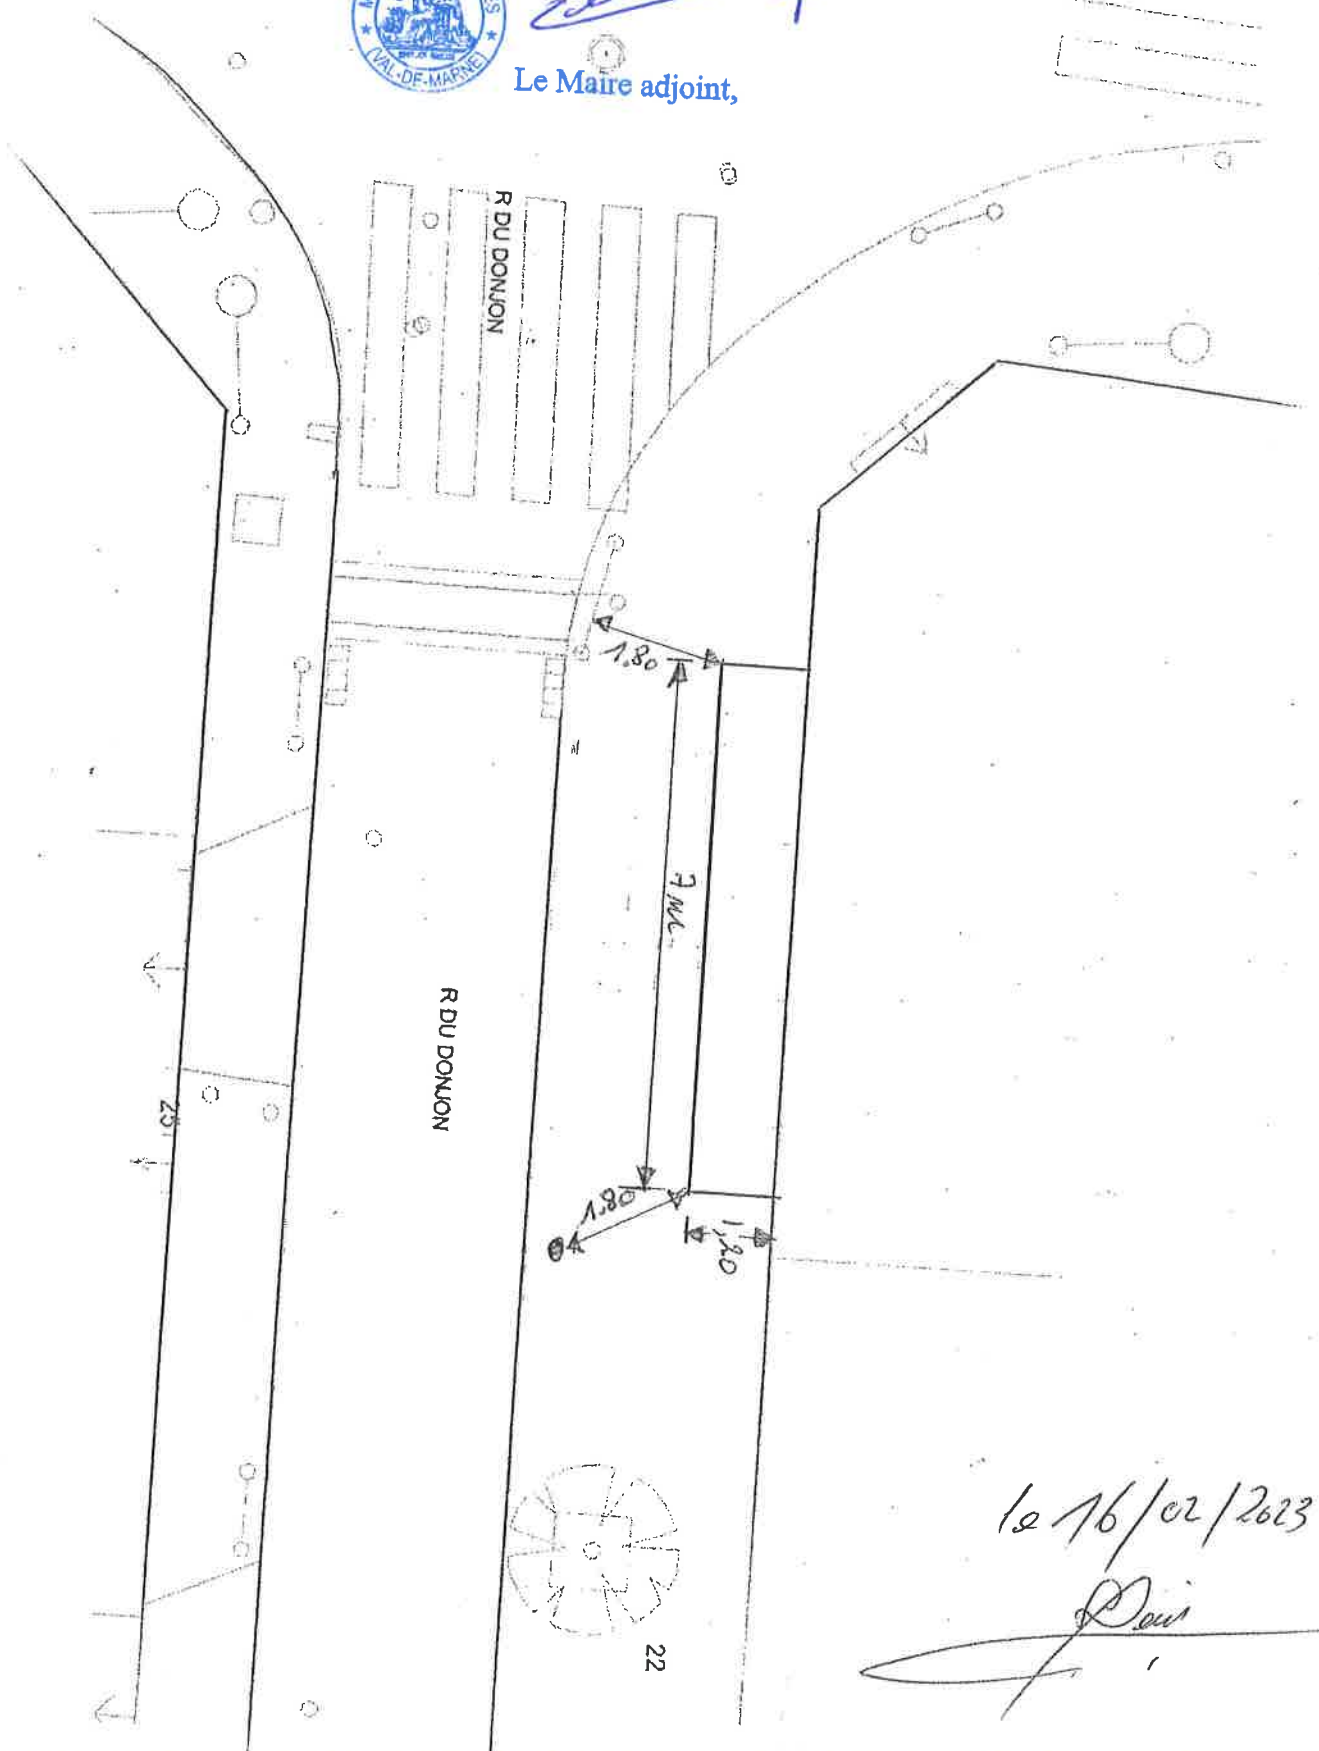 (VAL-DE-MARNE)
Le Maire adjoint,
R DU DONJON
1.80
7 ml.
R DU DONJON
25
1.80
1,20
22
le 16/02/2023